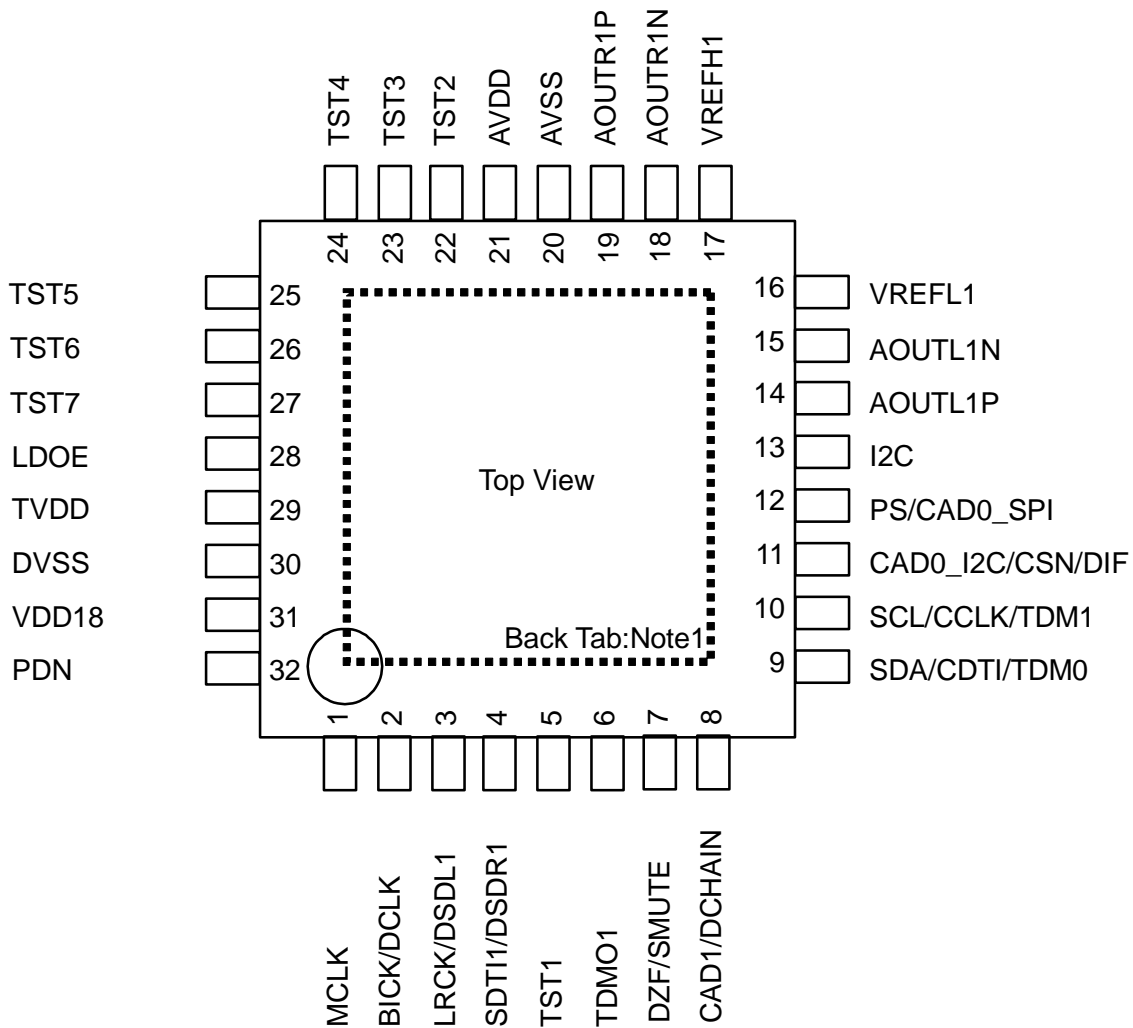 TST4
TST3
TST2
AVDD
AVSS
AOUTR1P
AOUTR1N
VREFH1
24
23
22
21
20
19
18
17
TST5
25
TST6
26
TST7
27
LDOE
28
TVDD
29
DVSS
30
VDD18
31
PDN
32
Top View
Back Tab:Note1
16
VREFL1
15
AOUTL1N
14
AOUTL1P
13
I2C
12
PS/CAD0_SPI
11
CAD0_I2C/CSN/DIF
10
SCL/CCLK/TDM1
9
SDA/CDTI/TDM0
1
2
3
4
5
6
7
8
MCLK
BICK/DCLK
LRCK/DSDL1
SDTI1/DSDR1
TST1
TDMO1
DZF/SMUTE
CAD1/DCHAIN